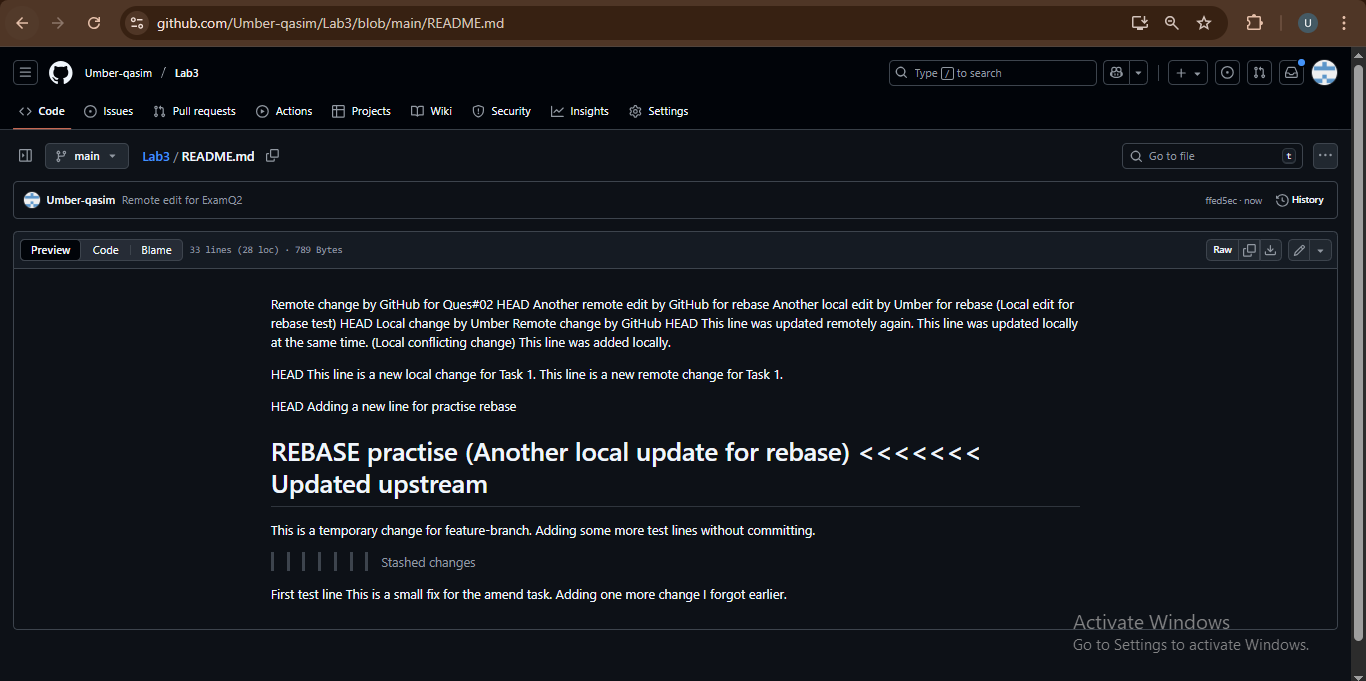 github.com/Umber-qasim/Lab3/blob/main/README.md
U
Umber-qasim / Lab3
Type / to search
Code Issues Pull requests Actions Projects Wiki Security Insights Settings
main Lab3 / README.md Go to file t
Umber-qasim Remote edit for ExamQ2 ffed5ec · now History
Preview Code Blame 33 lines (28 loc) · 789 Bytes Raw
Remote change by GitHub for Ques#02 HEAD Another remote edit by GitHub for rebase Another local edit by Umber for rebase (Local edit for
rebase test) HEAD Local change by Umber Remote change by GitHub HEAD This line was updated remotely again. This line was updated locally
at the same time. (Local conflicting change) This line was added locally.
HEAD This line is a new local change for Task 1. This line is a new remote change for Task 1.
HEAD Adding a new line for practise rebase
REBASE practise (Another local update for rebase) <<<<<<<
Updated upstream
This is a temporary change for feature-branch. Adding some more test lines without committing.
Stashed changes
First test line This is a small fix for the amend task. Adding one more change I forgot earlier.
Activate Windows
Go to Settings to activate Windows.